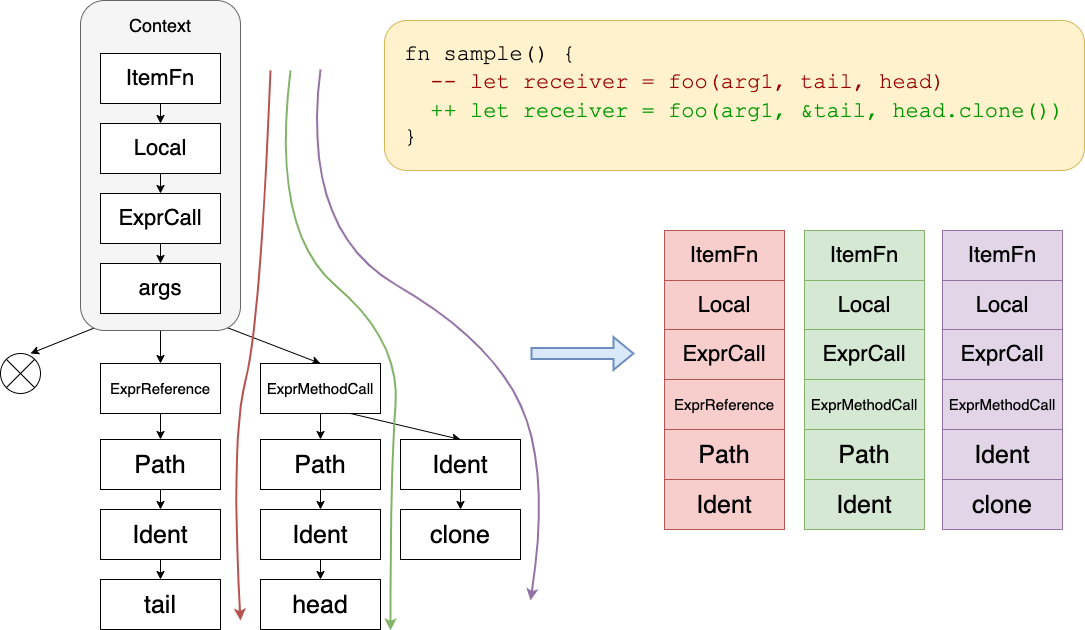 Context
ItemFn
Local
ExprCall
args
ExprReference
ExprMethodCall
Path
Path
Ident
Ident
Ident
clone
tail
head
fn sample() {
-- let receiver = foo(arg1, tail, head)
++ let receiver = foo(arg1, &tail, head.clone())
}
ItemFn
Local
ExprCall
ExprReference
Path
Ident
ItemFn
Local
ExprCall
ExprMethodCall
Path
Ident
ItemFn
Local
ExprCall
ExprMethodCall
Ident
clone